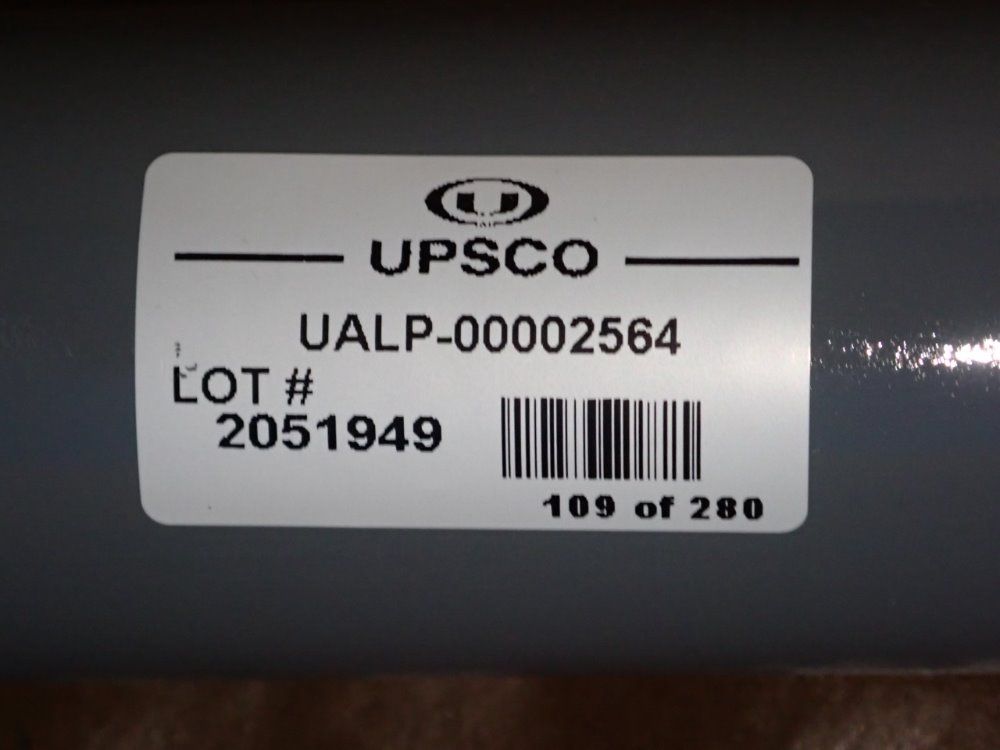 U
UPSCO
UALP-00002564
LOT #
2051949
109 of 280